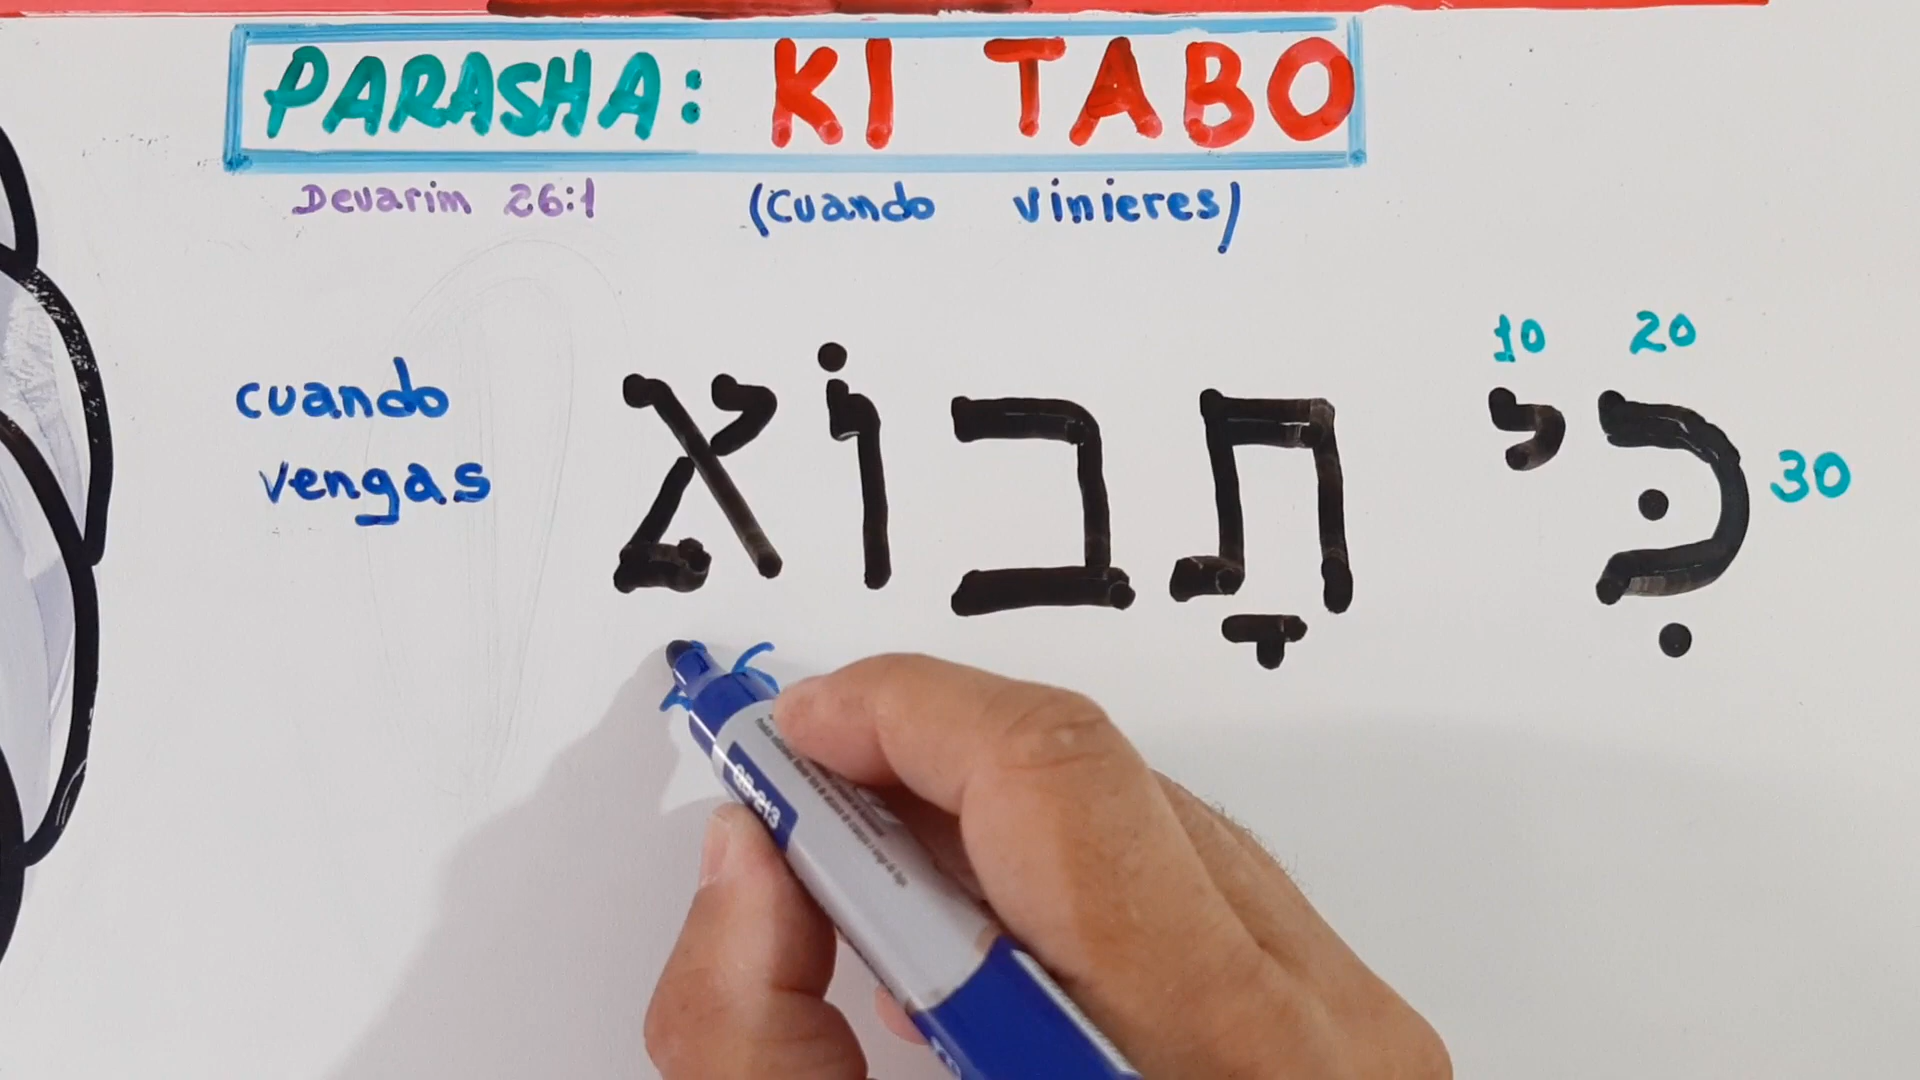 PARASHA: KI TABO
Devarim 26:1 (Cuando vinieres)
10 20
cuando
vengas
כִּי תָבוֹא
30